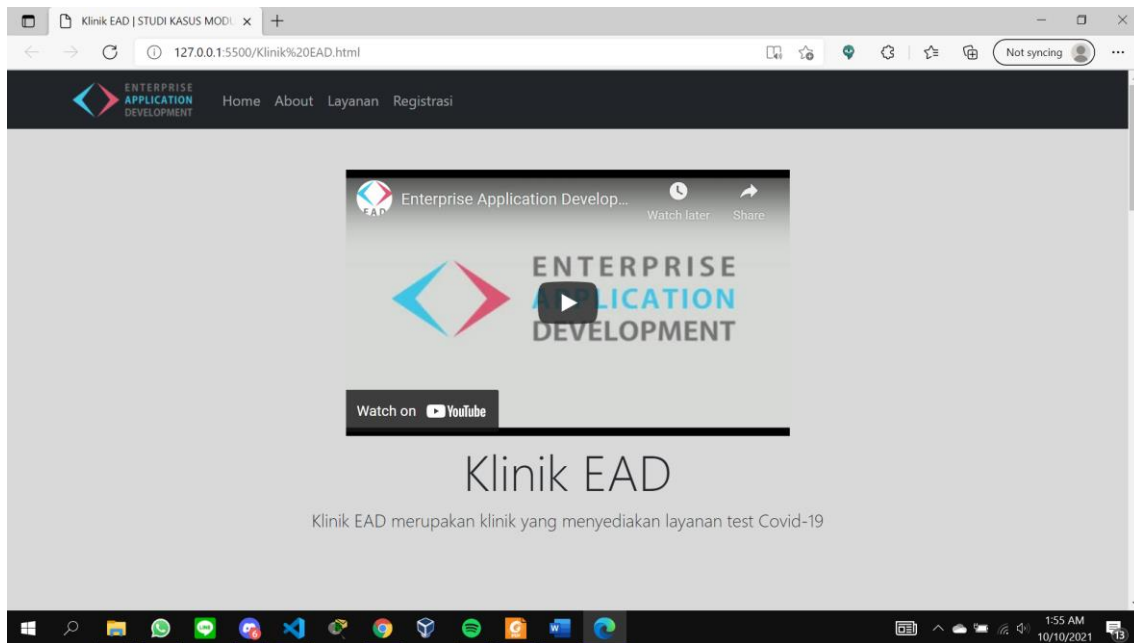 Klinik EAD | STUDI KASUS MODU
127.0.0.1:5500/Klinik%20EAD.html
Not syncing
ENTERPRISE
APPLICATION
DEVELOPMENT
Home About Layanan Registrasi
EAD
Enterprise Application Develop...
Watch later
Share
ENTERPRISE
APPLICATION
DEVELOPMENT
Watch on YouTube
Klinik EAD
Klinik EAD merupakan klinik yang menyediakan layanan test Covid-19
1:55 AM
10/10/2021
13